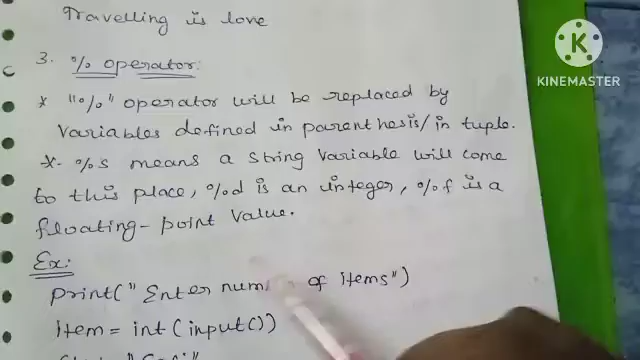 Travelling is love
3. % operator:
* "%" operator will be replaced by
variables defined in parenthesis/in tuple.
*. %s means a string variable will come
to this place, %d is an integer, %f is a
floating-point value.
Ex:
print("Enter num of items")
item = int(input())
KINEMASTER